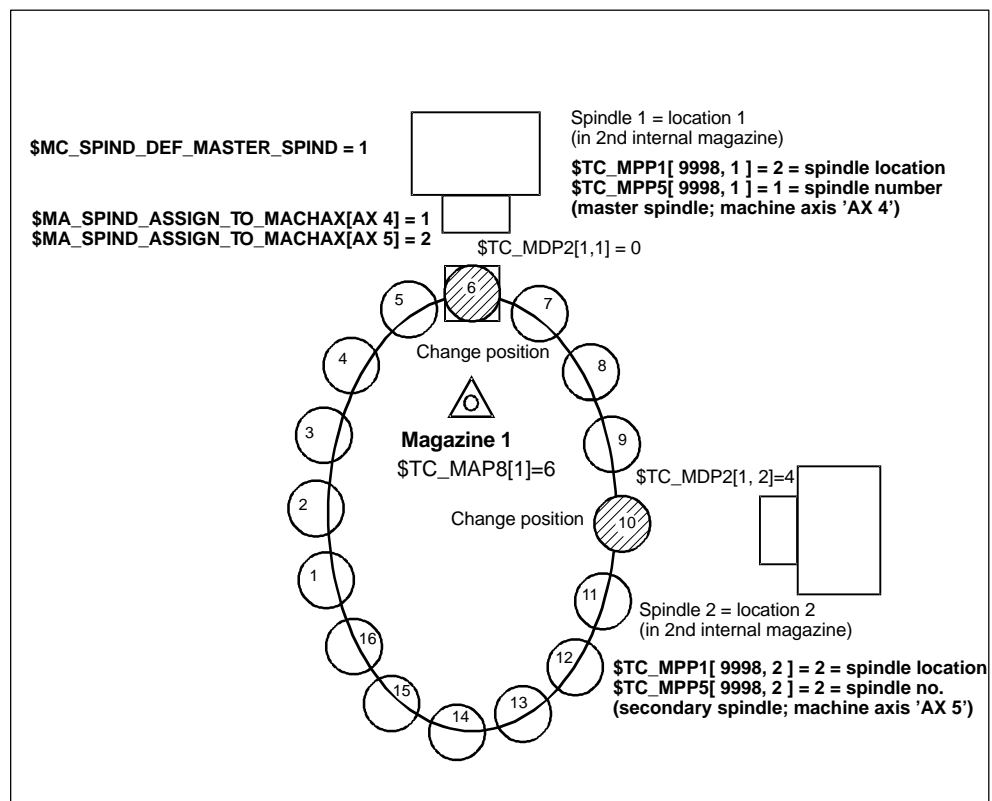 Spindle 1 = location 1
(in 2nd internal magazine)
$MC_SPIND_DEF_MASTER_SPIND = 1
$TC_MPP1[ 9998, 1 ] = 2 = spindle location
$TC_MPP5[ 9998, 1 ] = 1 = spindle number
(master spindle; machine axis 'AX 4')
$MA_SPIND_ASSIGN_TO_MACHAX[AX 4] = 1
$MA_SPIND_ASSIGN_TO_MACHAX[AX 5] = 2
$TC_MDP2[1,1] = 0
6
5
7
Change position
4
8
3
9
Magazine 1
$TC_MAP8[1]=6
$TC_MDP2[1, 2]=4
2
Change position
10
1
11
Spindle 2 = location 2
(in 2nd internal magazine)
16
12
$TC_MPP1[ 9998, 2 ] = 2 = spindle location
$TC_MPP5[ 9998, 2 ] = 2 = spindle no.
(secondary spindle; machine axis 'AX 5')
15
13
14